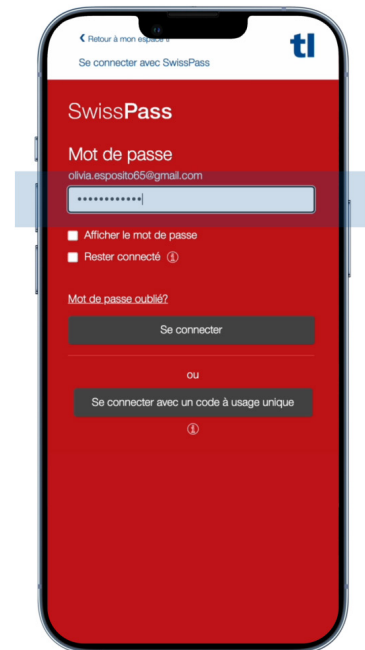 Retour à mon espace tl
tl
Se connecter avec SwissPass
SwissPass
Mot de passe
olivia.esposito65@gmail.com
••••••••••••
Afficher le mot de passe
Rester connecté
Mot de passe oublié?
Se connecter
ou
Se connecter avec un code à usage unique